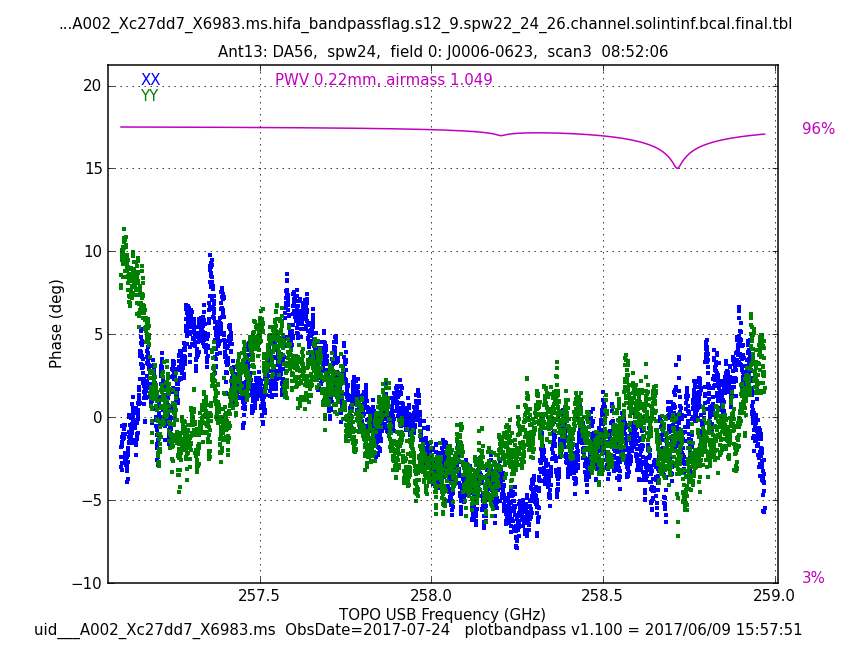 ...A002_Xc27dd7_X6983.ms.hifa_bandpassflag.s12_9.spw22_24_26.channel.solintinf.bcal.final.tbl
Ant13: DA56, spw24, field 0: J0006-0623, scan3 08:52:06
XX
YY
PWV 0.22mm, airmass 1.049
96%
3%
20
15
10
5
0
−5
−10
Phase (deg)
257.5
258.0
258.5
259.0
TOPO USB Frequency (GHz)
uid___A002_Xc27dd7_X6983.ms ObsDate=2017-07-24 plotbandpass v1.100 = 2017/06/09 15:57:51